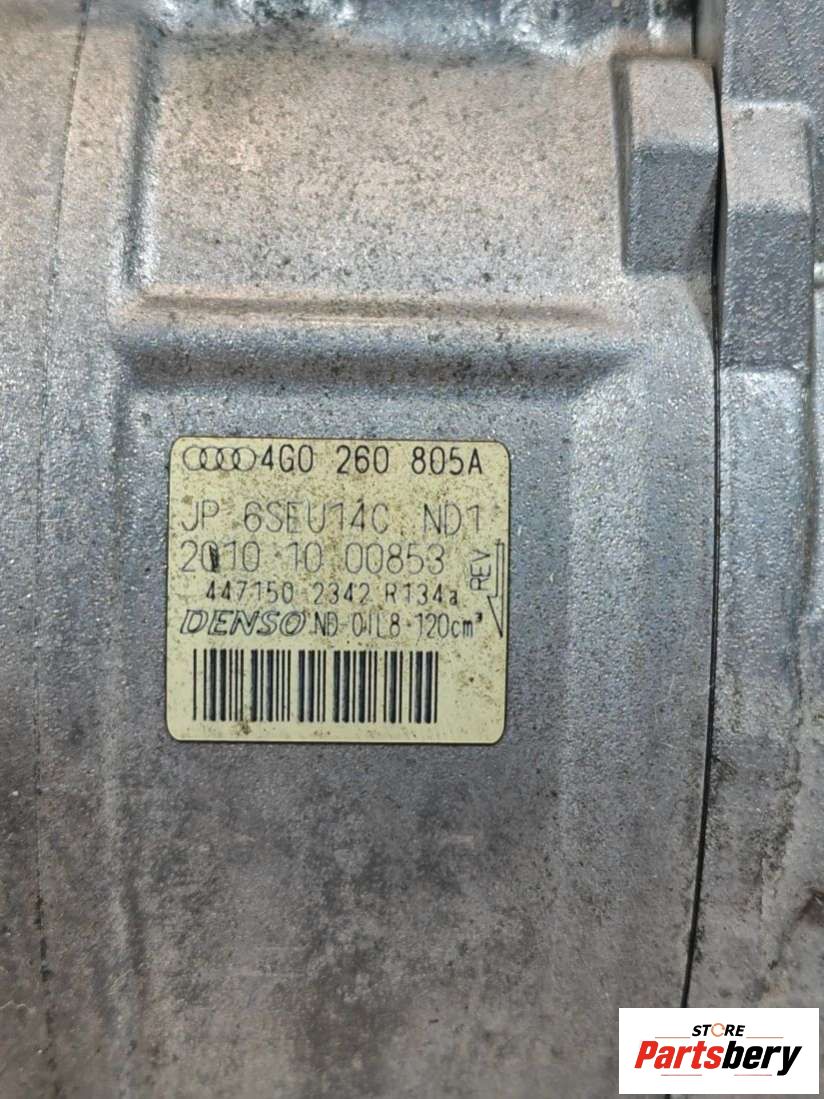 4G0 260 805A
JP 6SEU14C ND1
2010 10 00853
447150 2342 R134a
REV
DENSO ND-OIL8 120cm³
STORE
Partsbery